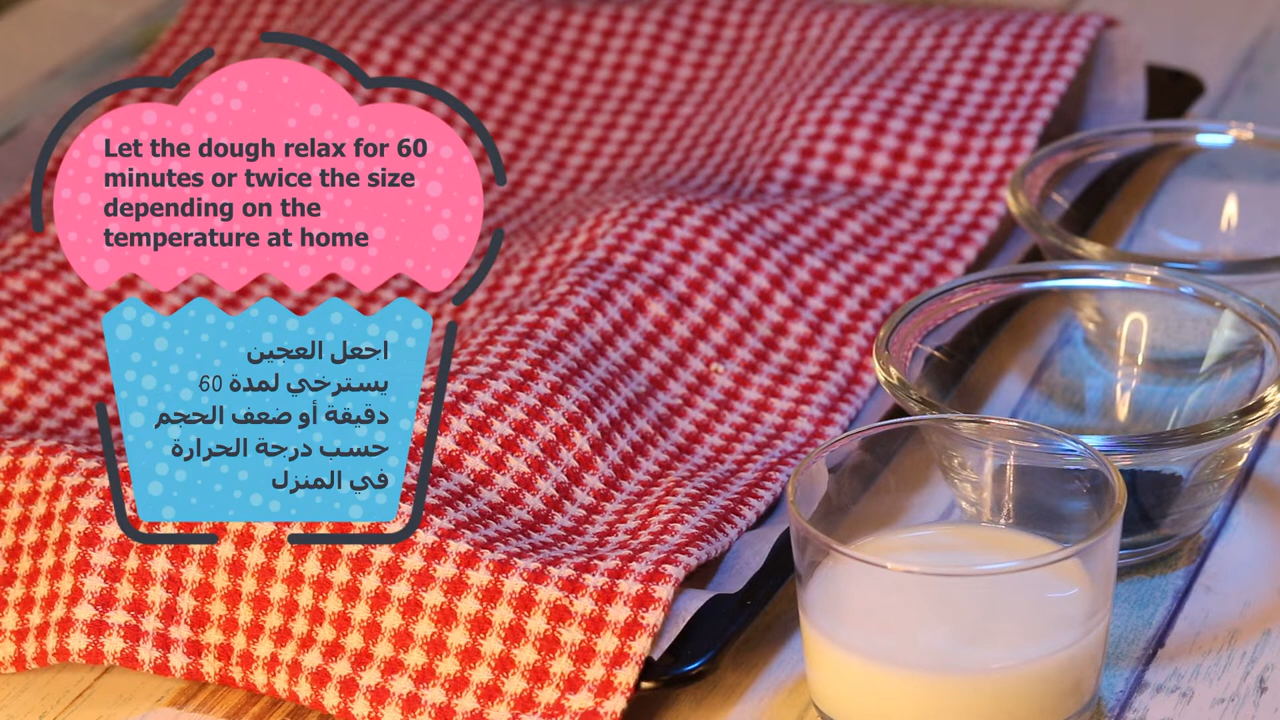 Let the dough relax for 60
minutes or twice the size
depending on the
temperature at home
اجعل العجين
يسترخي لمدة 60
دقيقة أو ضعف الحجم
حسب درجة الحرارة
في المنزل